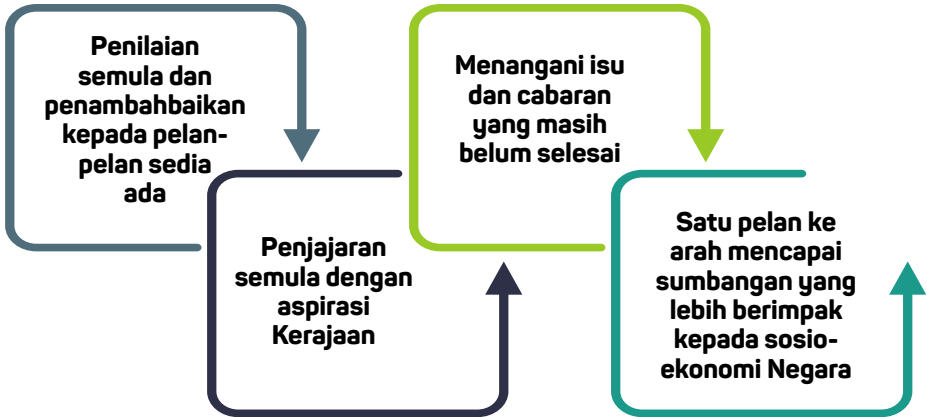 Penilaian
semula dan
penambahbaikan
kepada pelan-
pelan sedia
ada
Penjajaran
semula dengan
aspirasi
Kerajaan
Menangani isu
dan cabaran
yang masih
belum selesai
Satu pelan ke
arah mencapai
sumbangan yang
lebih berimpak
kepada sosio-
ekonomi Negara